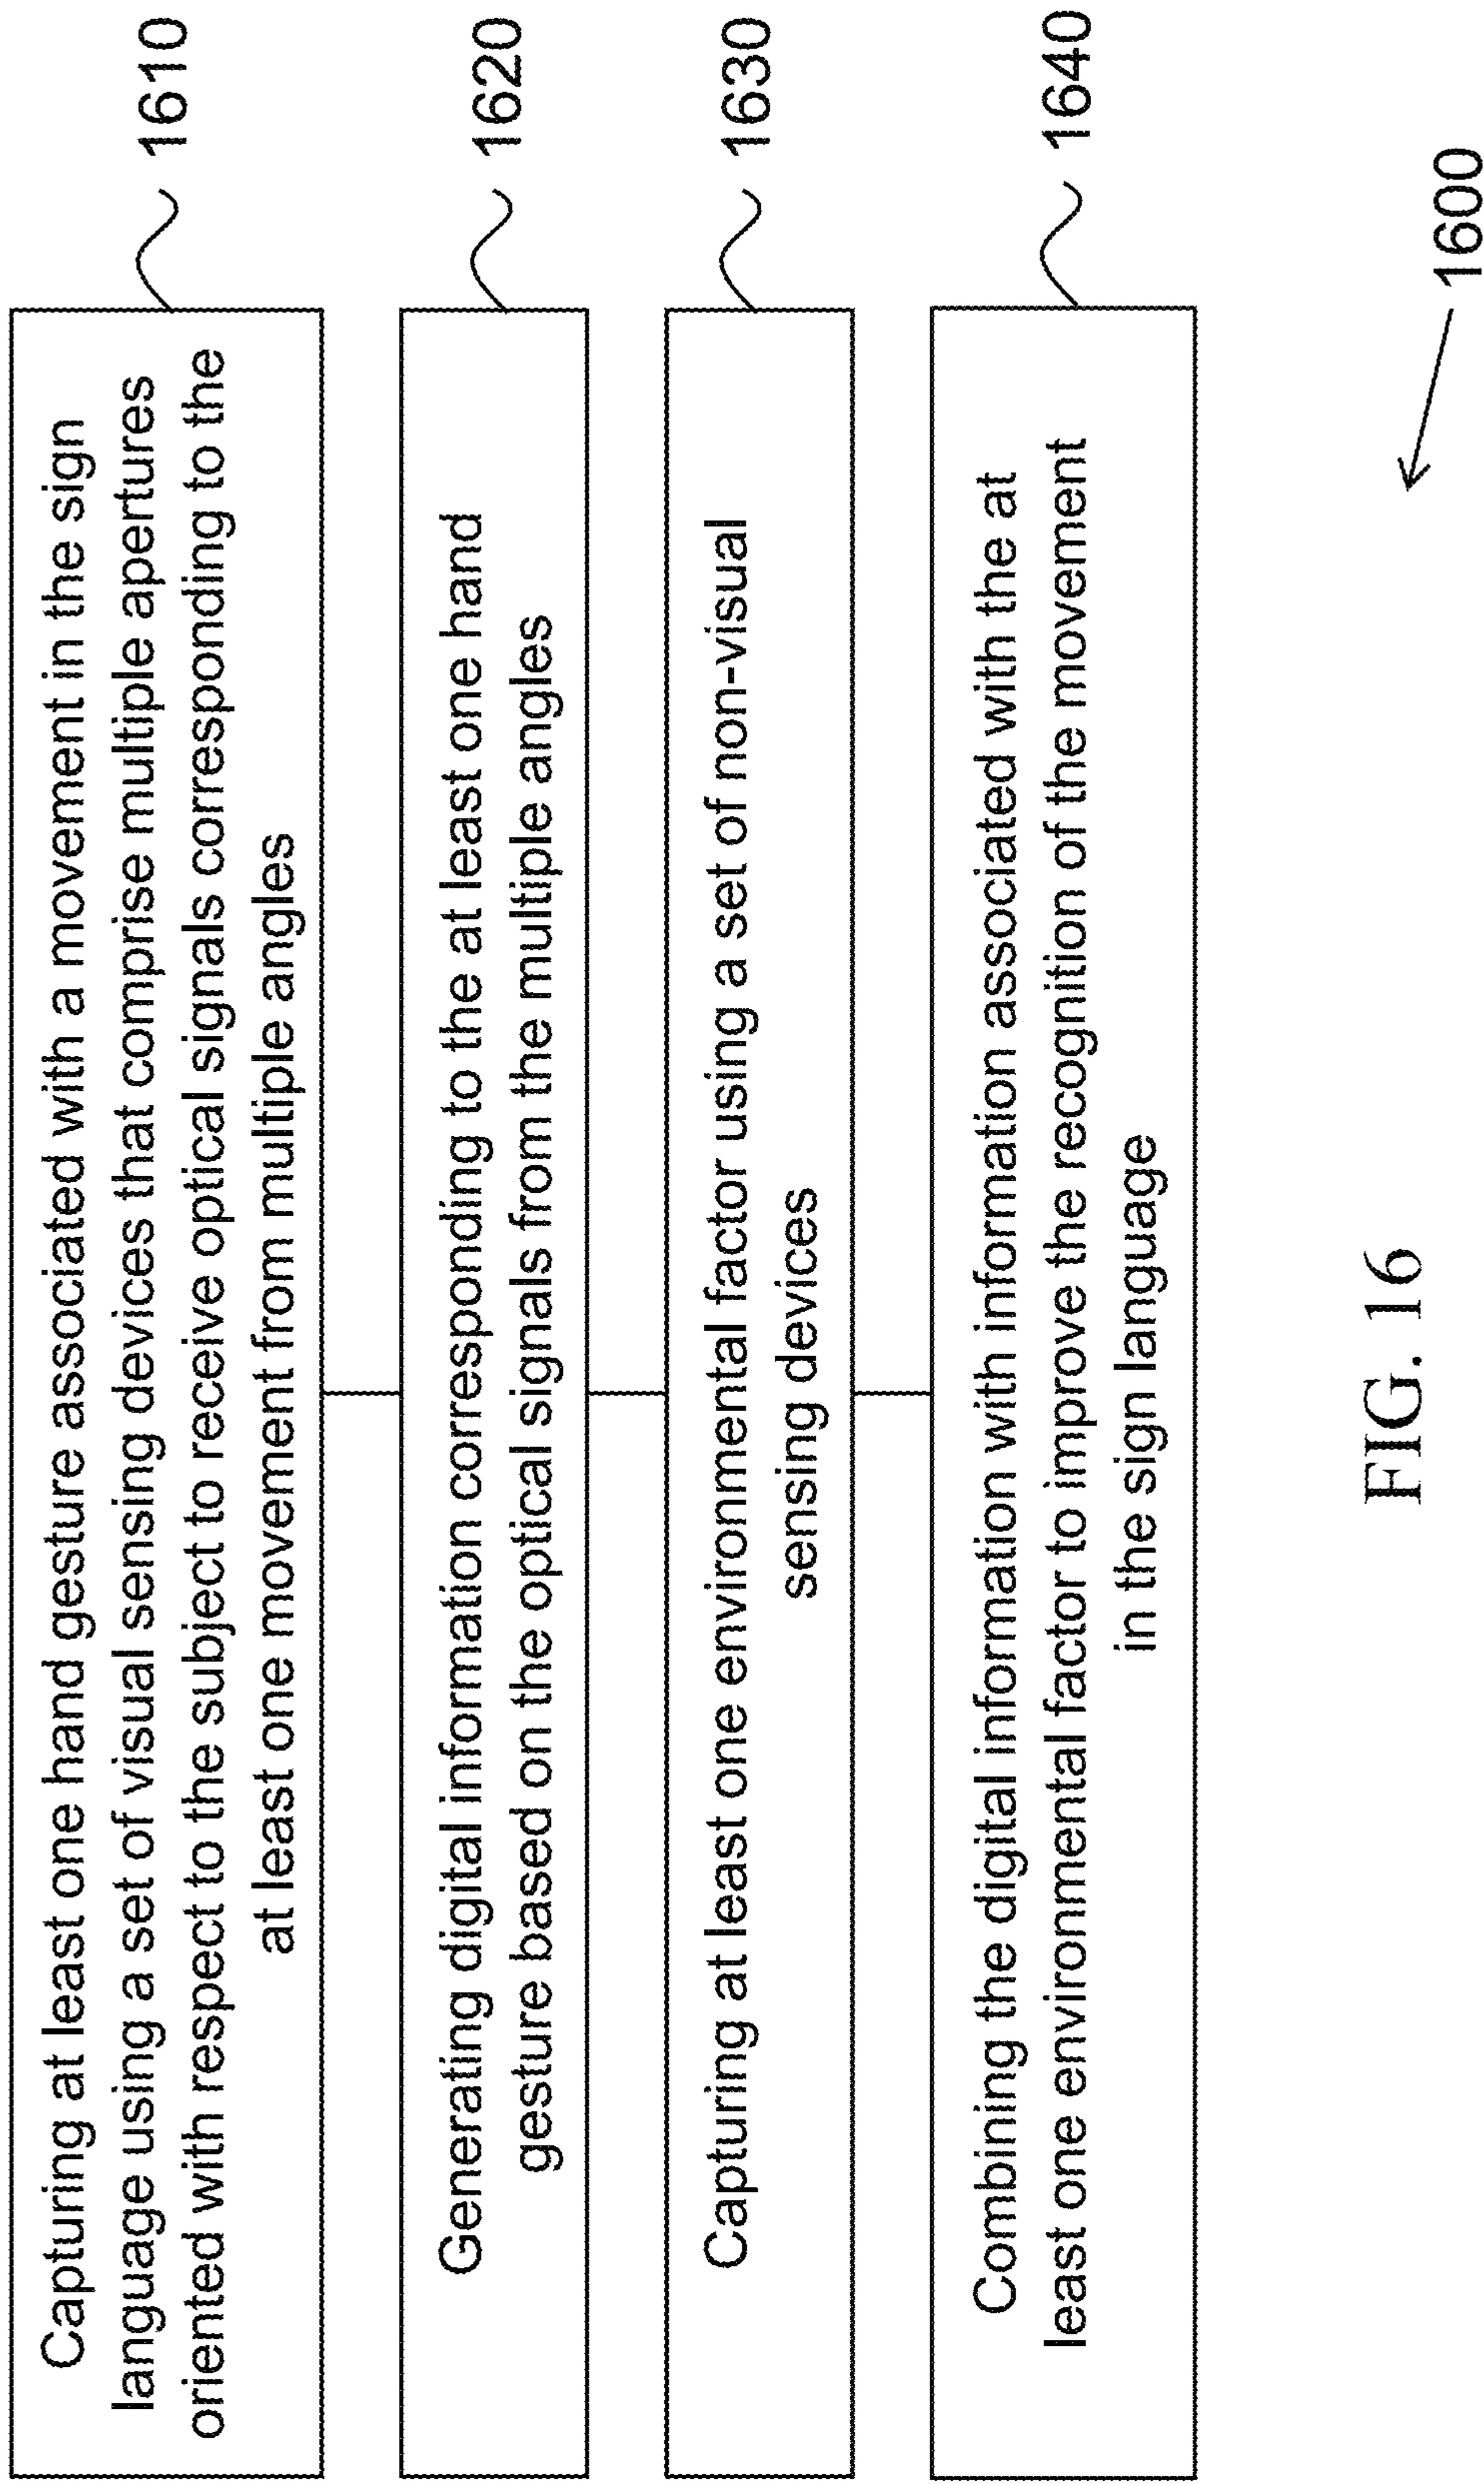 Capturing at least one hand gesture associated with a movement in the sign
language using a set of visual sensing devices that comprise multiple apertures
oriented with respect to the subject to receive optical signals corresponding to the
at least one movement from multiple angles
1610
Generating digital information corresponding to the at least one hand
gesture based on the optical signals from the multiple angles
1620
Capturing at least one environmental factor using a set of non-visual
sensing devices
1630
Combining the digital information with information associated with the at
least one environmental factor to improve the recognition of the movement
in the sign language
1640
1600
FIG. 16